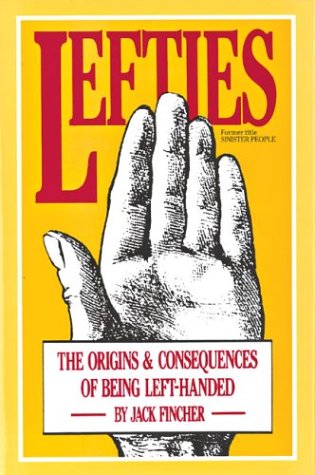 LEFTIES
Former title
SINISTER PEOPLE
THE ORIGINS & CONSEQUENCES
OF BEING LEFT-HANDED
— BY JACK FINCHER —